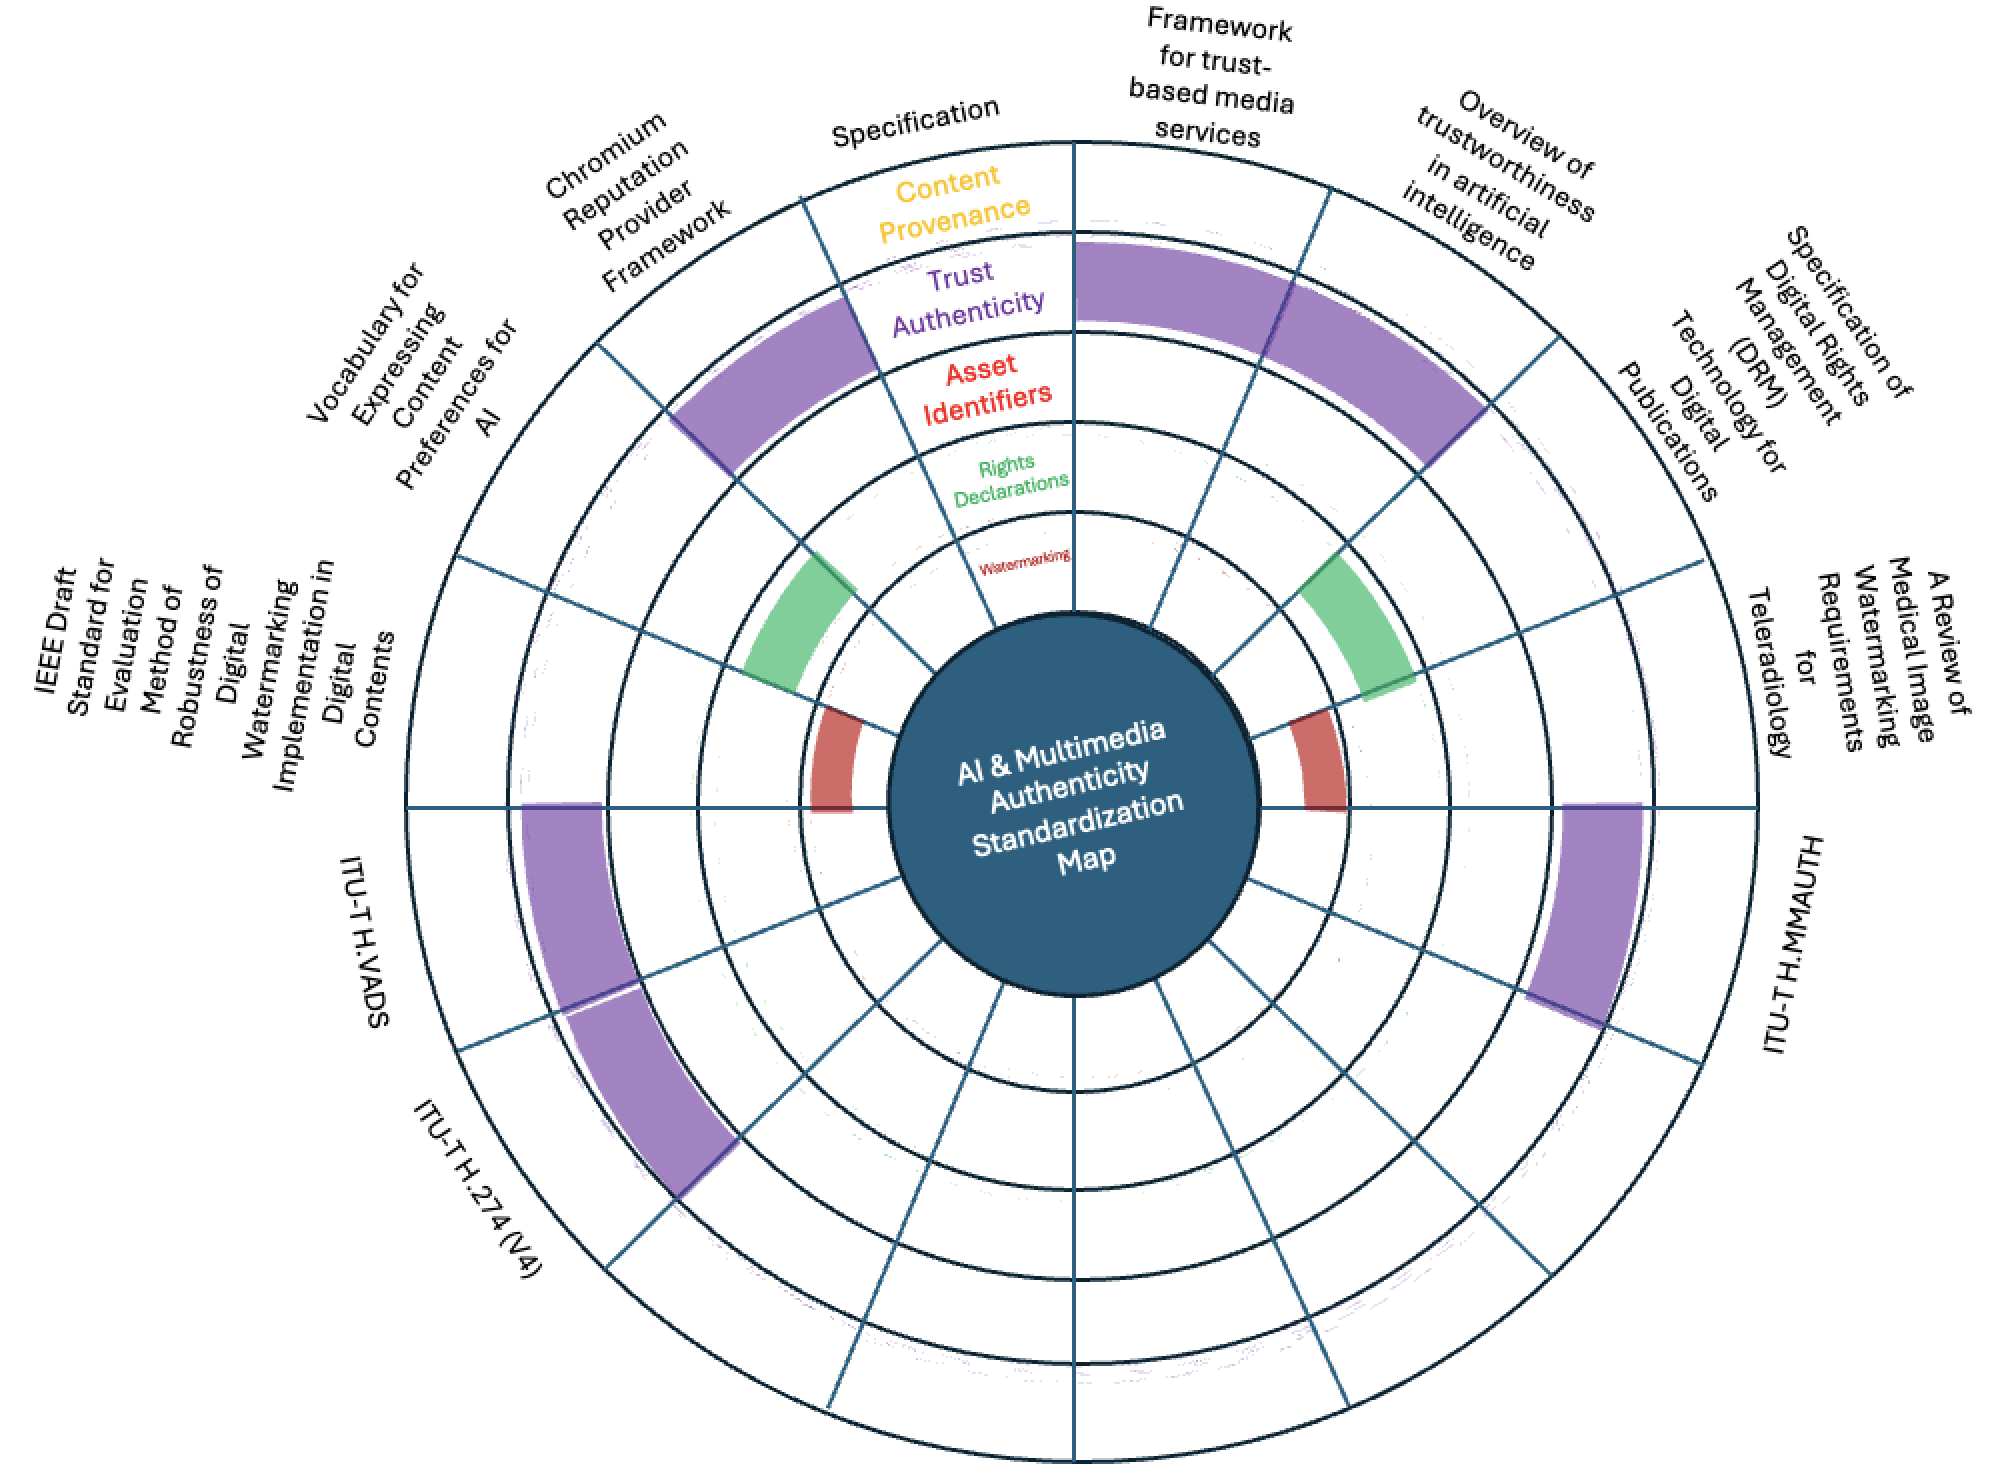 Specification
Content
Provenance
Trust
Authenticity
Asset
Identifiers
Rights
Declarations
Watermarking
Framework
for trust-
based media
services
Overview of
trustworthiness
in artificial
intelligence
Specification of
Digital Rights
Management
(DRM)
Technology for
Digital
Publications
A Review of
Medical Image
Watermarking
Requirements
for
Teleradiology
ITU-T H.MMAUTH
ITU-T H.274 (V4)
ITU-T H.VADS
IEEE Draft
Standard for
Evaluation
Method of
Robustness of
Digital
Watermarking
Implementation in
Digital
Contents
Vocabulary for
Expressing
Content
Preferences for
AI
Chromium
Reputation
Provider
Framework
AI & Multimedia
Authenticity
Standardization
Map